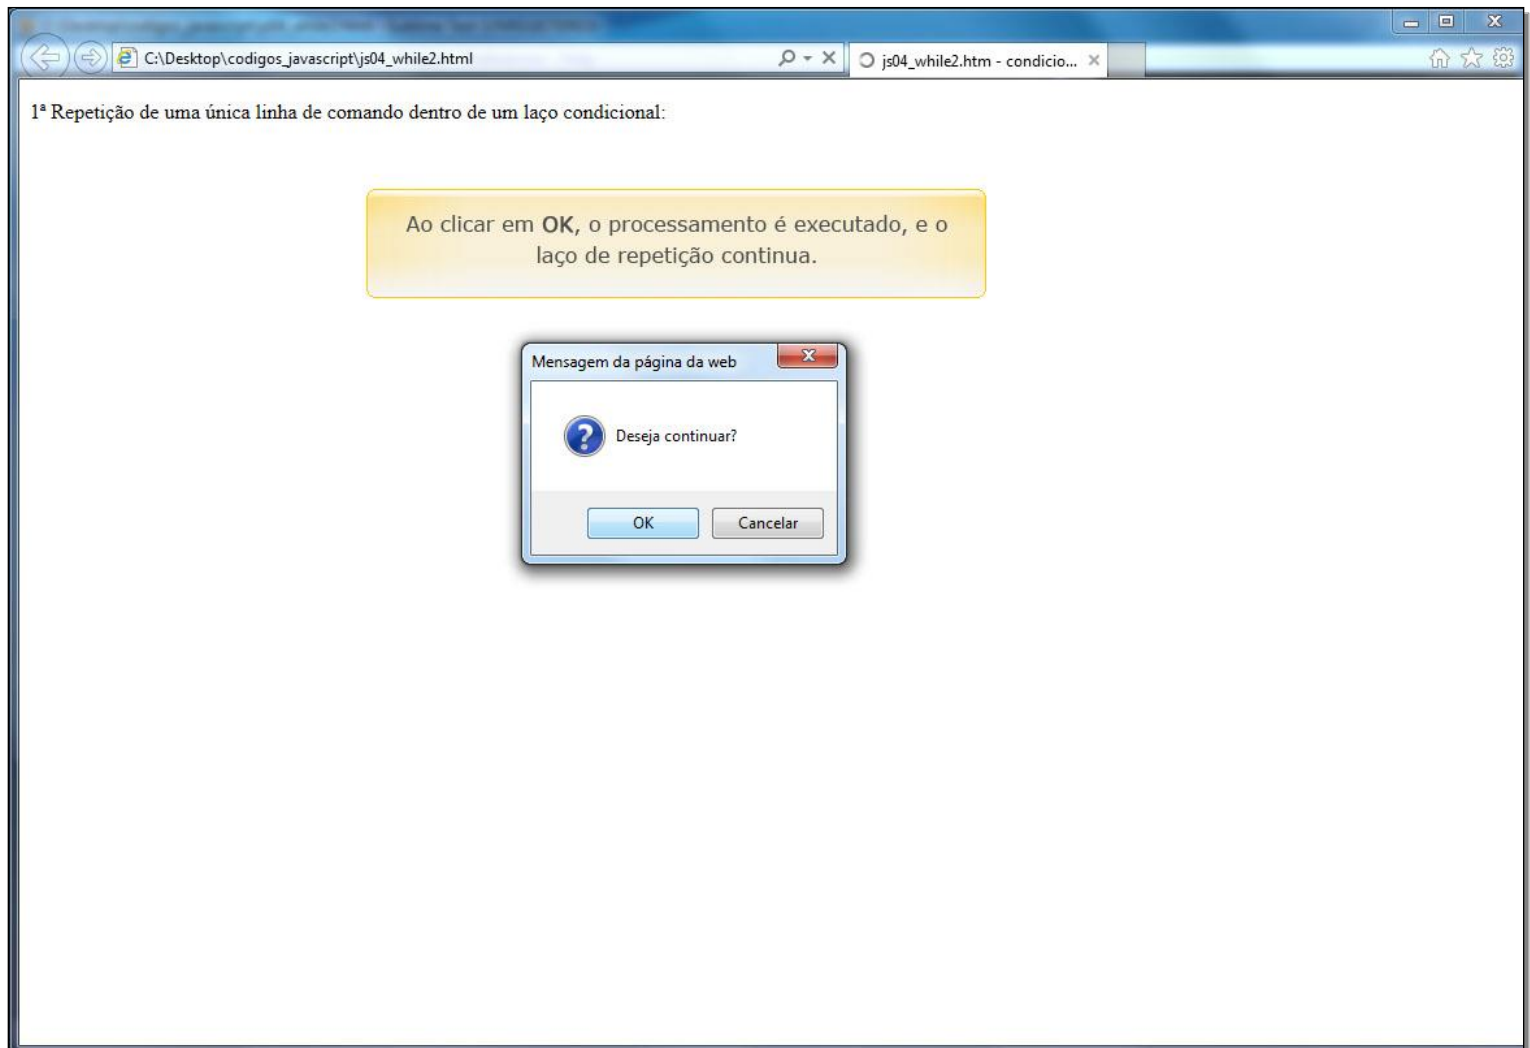 C:\Desktop\codigos_javascript\js04_while2.html
js04_while2.htm - condicio...
1ª Repetição de uma única linha de comando dentro de um laço condicional:
Ao clicar em OK, o processamento é executado, e o
laço de repetição continua.
Mensagem da página da web
Deseja continuar?
OK
Cancelar